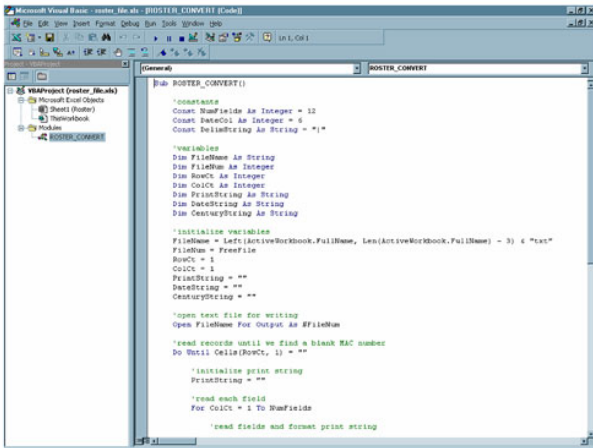 Microsoft Visual Basic - roster_file.xls - [ROSTER_CONVERT (Code)]
File Edit View Insert Format Debug Run Tools Window Help
Ln 1, Col 1
Project - VBAProject
(General)
ROSTER_CONVERT
VBAProject (roster_file.xls)
Microsoft Excel Objects
Sheet1 (Roster)
ThisWorkbook
Modules
ROSTER_CONVERT
Sub ROSTER_CONVERT()
'constants
Const NumFields As Integer = 12
Const DateCol As Integer = 6
Const DelimString As String = "|"
'variables
Dim FileName As String
Dim FileNum As Integer
Dim RowCt As Integer
Dim ColCt As Integer
Dim PrintString As String
Dim DateString As String
Dim CenturyString As String
'initialize variables
FileName = Left(ActiveWorkbook.FullName, Len(ActiveWorkbook.FullName) - 3) & "txt"
FileNum = FreeFile
RowCt = 1
ColCt = 1
PrintString = ""
DateString = ""
CenturyString = ""
'open text file for writing
Open FileName For Output As #FileNum
'read records until we find a blank MAC number
Do Until Cells(RowCt, 1) = ""
'initialize print string
PrintString = ""
'read each field
For ColCt = 1 To NumFields
'read fields and format print string